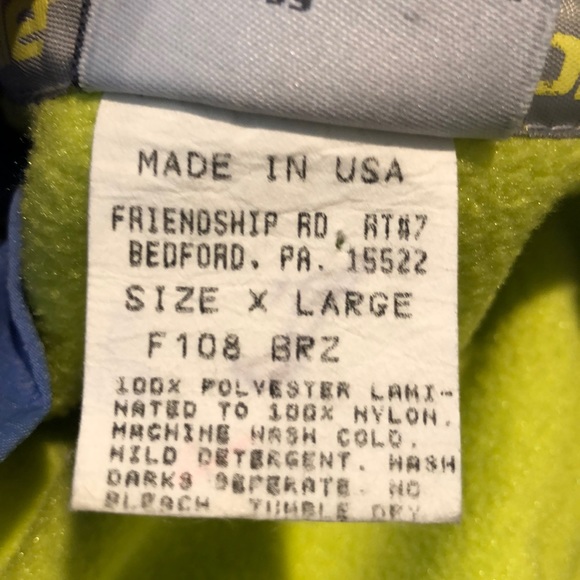 MADE IN USA
FRIENDSHIP RD, RT#7
BEDFORD, PA. 15522
SIZE X LARGE
F108 BRZ
100% POLYESTER LAMI-
NATED TO 100% NYLON.
MACHINE WASH COLD.
MILD DETERGENT. WASH
DARKS SEPERATE. NO
BLEACH TUMBLE DRY